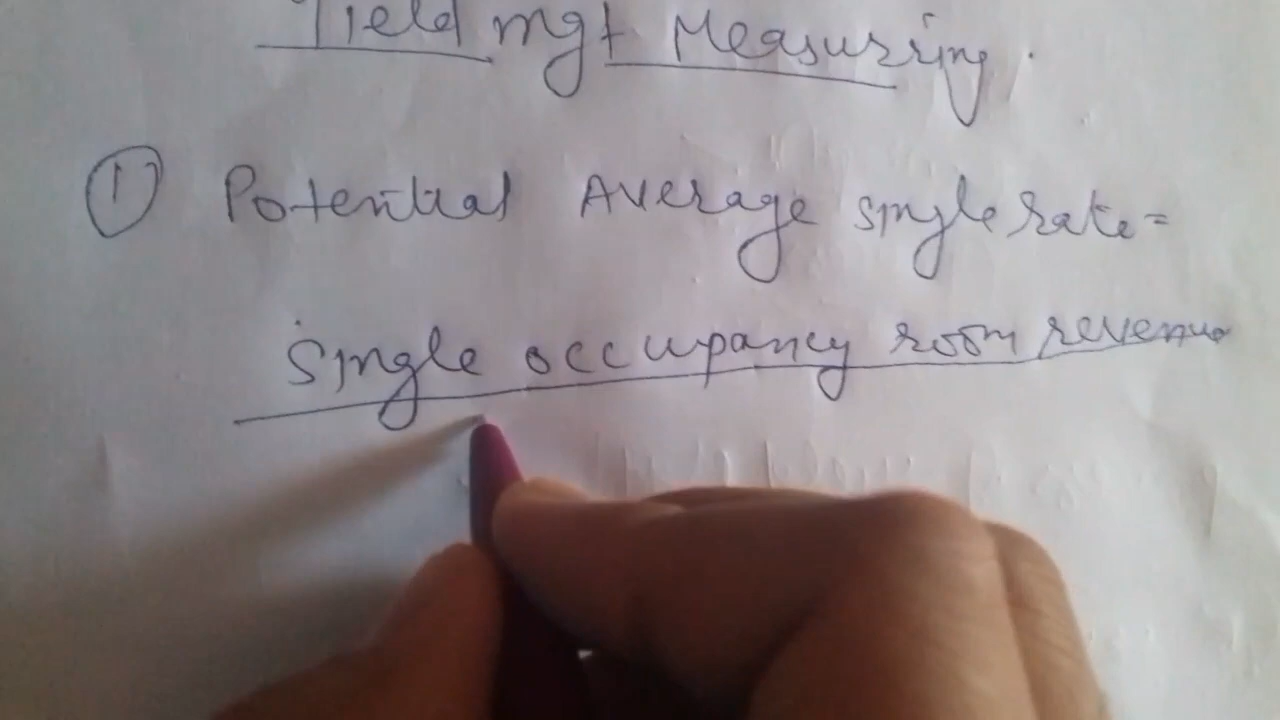 Yield mgt Measuring.
① Potential Average single rate =
single occupancy room revenue